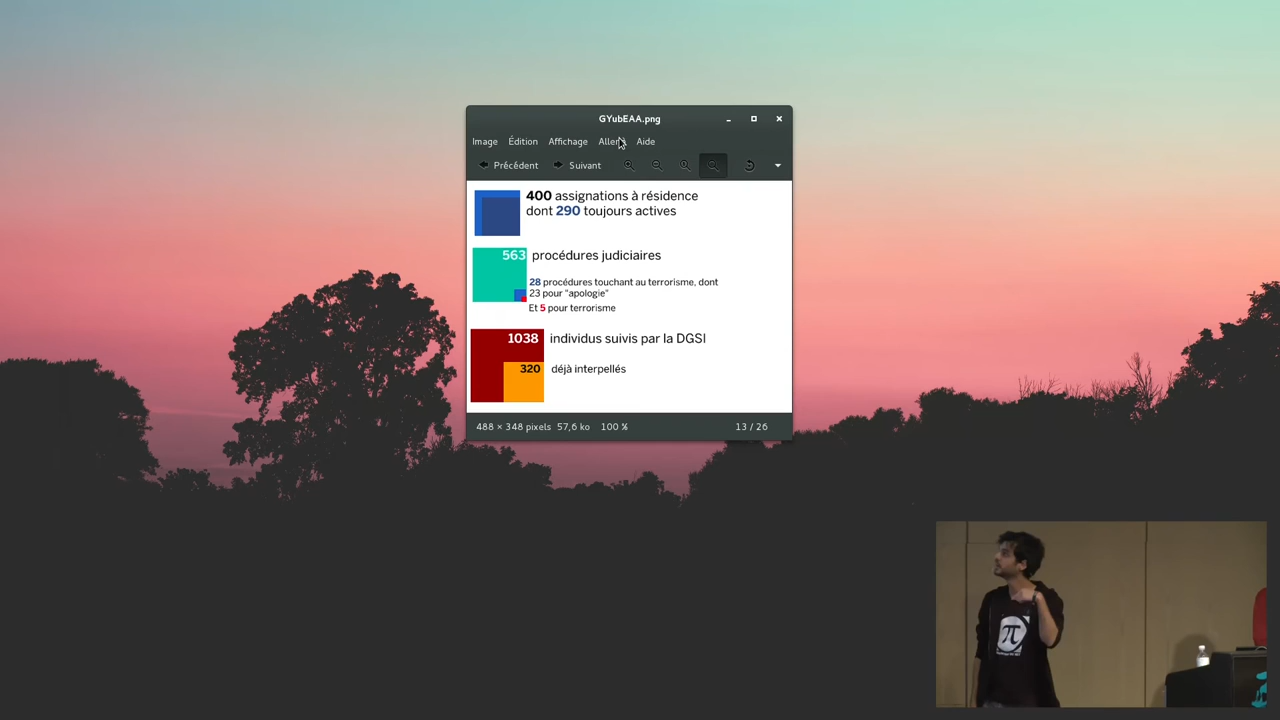 GYubEAA.png
Image Édition Affichage Aller Aide
Précédent Suivant
400 assignations à résidence
dont 290 toujours actives
563 procédures judiciaires
28 procédures touchant au terrorisme, dont
23 pour "apologie"
Et 5 pour terrorisme
1038 individus suivis par la DGSI
320 déjà interpellés
488 × 348 pixels 57,6 ko 100 % 13 / 26
π